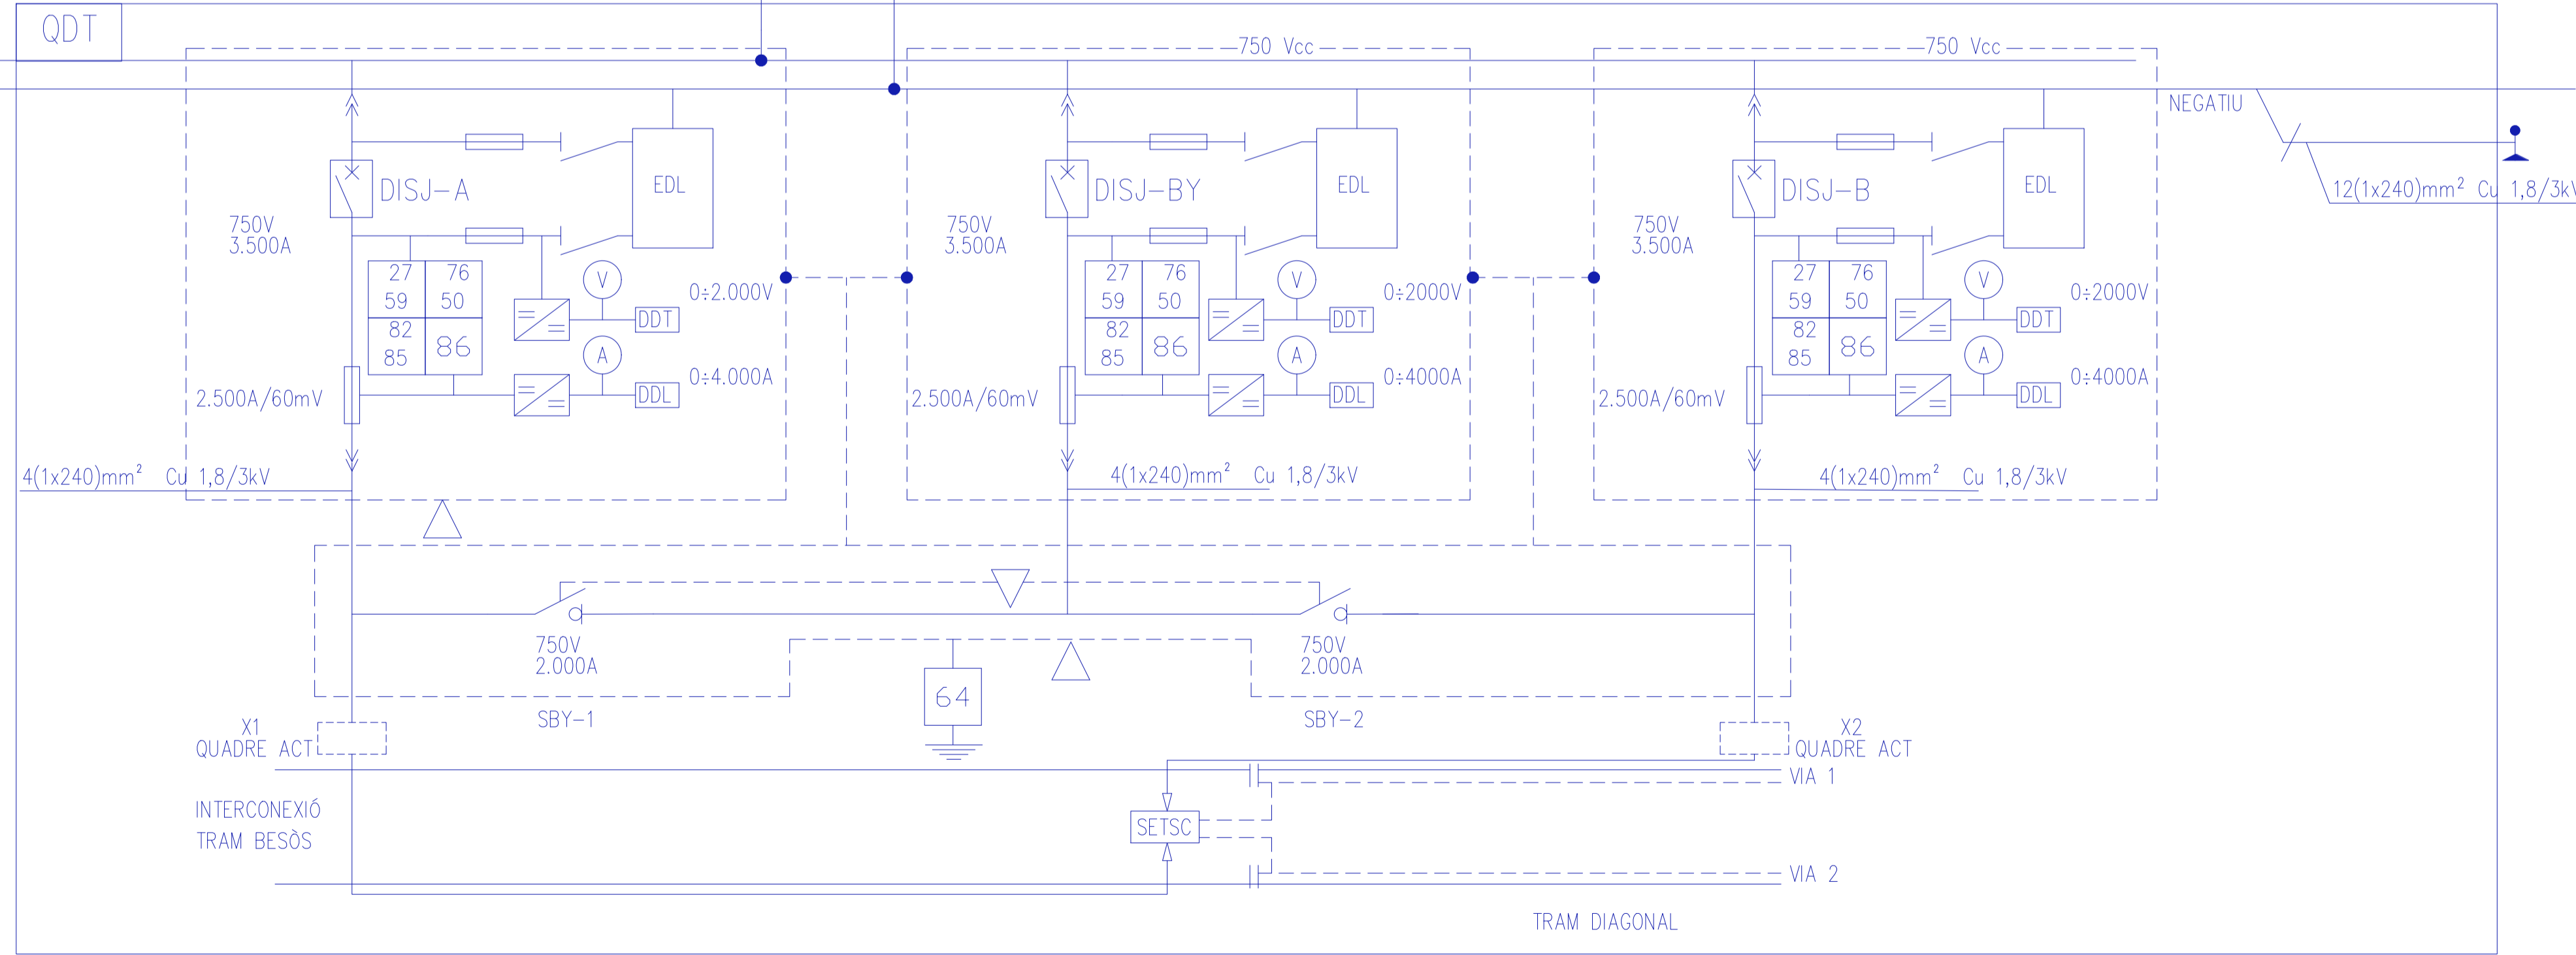 QDT
750 Vcc
750 Vcc
NEGATIU
DISJ-A
EDL
750V
3.500A
27
59
76
50
82
85
86
V
DDT
0÷2.000V
A
DDL
0÷4.000A
2.500A/60mV
4(1x240)mm² Cu 1,8/3kV
DISJ-BY
EDL
750V
3.500A
27
59
76
50
82
85
86
V
DDT
0÷2000V
A
DDL
0÷4000A
2.500A/60mV
4(1x240)mm² Cu 1,8/3kV
DISJ-B
EDL
750V
3.500A
27
59
76
50
82
85
86
V
DDT
0÷2000V
A
DDL
0÷4000A
2.500A/60mV
4(1x240)mm² Cu 1,8/3kV
12(1x240)mm² Cu 1,8/3kV
750V
2.000A
SBY-1
64
750V
2.000A
SBY-2
X1
QUADRE ACT
X2
QUADRE ACT
VIA 1
INTERCONEXIÓ
TRAM BESÒS
SETSC
VIA 2
TRAM DIAGONAL